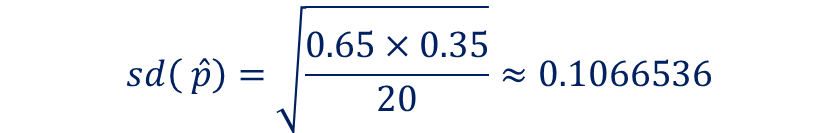 sd( p̂) = √(0.65 × 0.35 / 20) ≈ 0.1066536